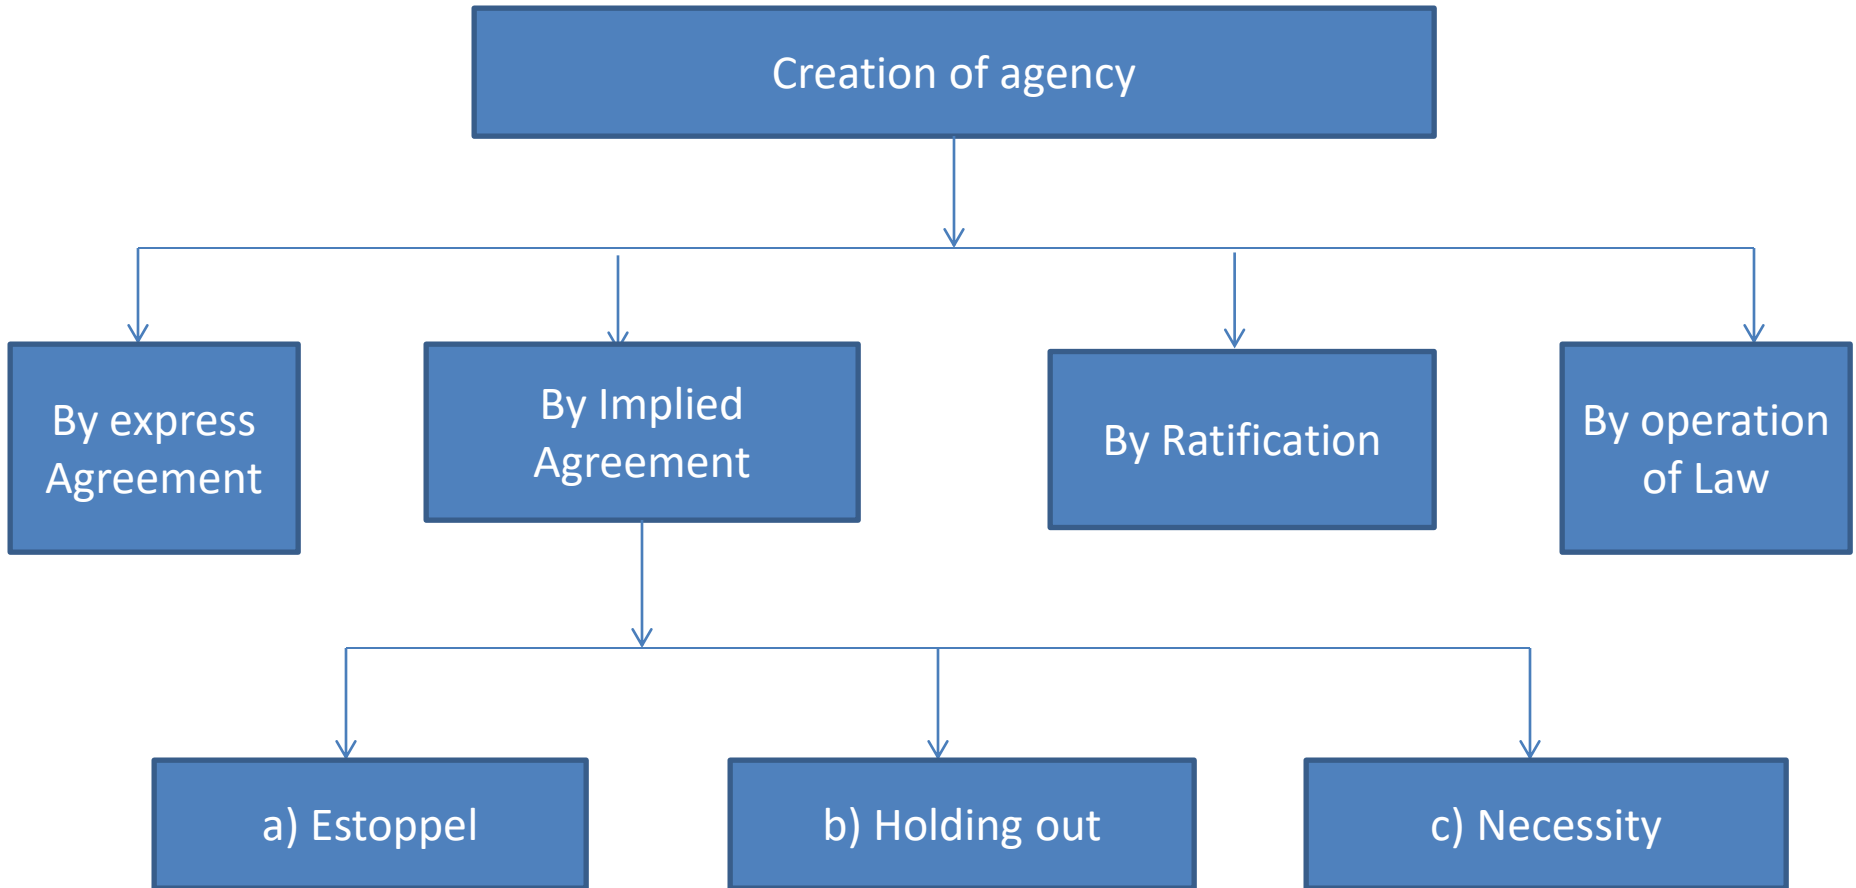 Creation of agency
By express
Agreement
By Implied
Agreement
By Ratification
By operation
of Law
a) Estoppel
b) Holding out
c) Necessity